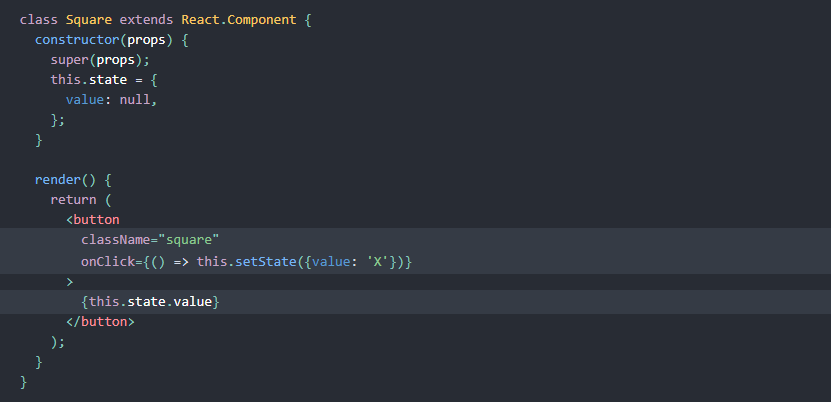 class Square extends React.Component {
  constructor(props) {
    super(props);
    this.state = {
      value: null,
    };
  }

  render() {
    return (
      <button
        className="square"
        onClick={() => this.setState({value: 'X'})}
      >
        {this.state.value}
      </button>
    );
  }
}